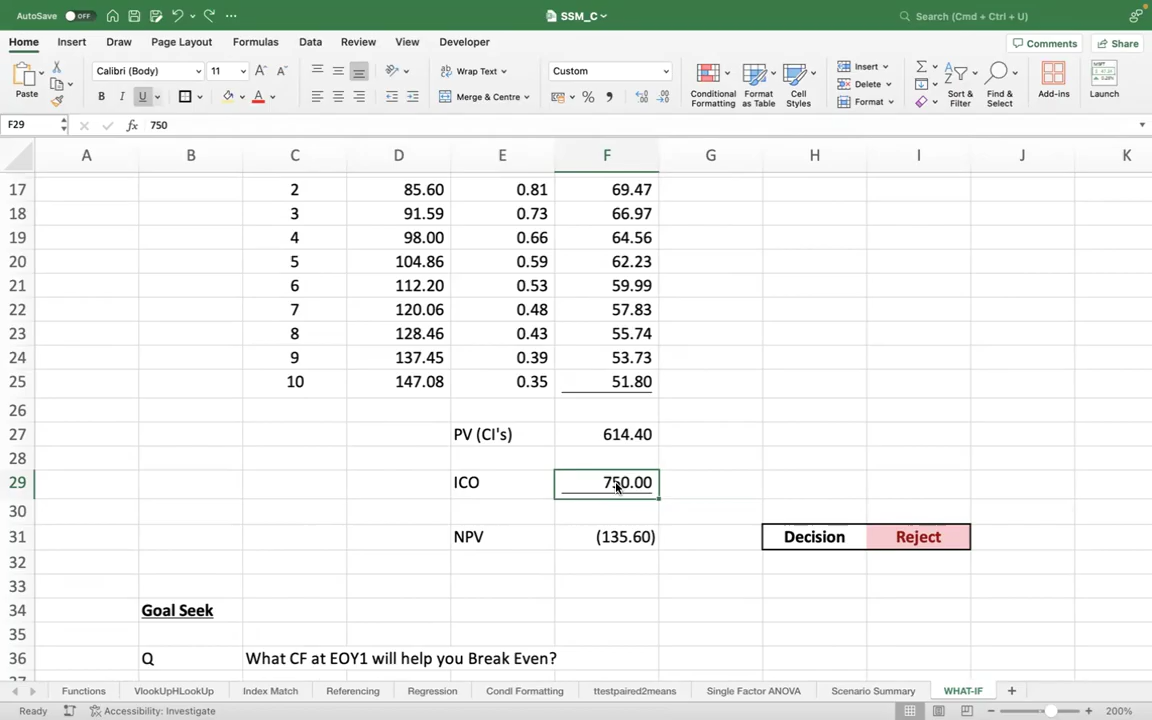 AutoSave OFF SSM_C Search (Cmd + Ctrl + U)
Home Insert Draw Page Layout Formulas Data Review View Developer Comments Share
Paste Calibri (Body) 11 A A Wrap Text Custom Insert
B I U A Merge & Centre % Conditional Formatting Format as Table Cell Styles Delete Format Sort & Filter Find & Select Add-ins Launch
F29 fx 750
A B C D E F G H I J K
17 2 85.60 0.81 69.47
18 3 91.59 0.73 66.97
19 4 98.00 0.66 64.56
20 5 104.86 0.59 62.23
21 6 112.20 0.53 59.99
22 7 120.06 0.48 57.83
23 8 128.46 0.43 55.74
24 9 137.45 0.39 53.73
25 10 147.08 0.35 51.80
26
27 PV (CI's) 614.40
28
29 ICO 750.00
30
31 NPV (135.60) Decision Reject
32
33
34 Goal Seek
35
36 Q What CF at EOY1 will help you Break Even?
Functions VlookUpHLookUp Index Match Referencing Regression Condl Formatting ttestpaired2means Single Factor ANOVA Scenario Summary WHAT-IF
Ready Accessibility: Investigate 200%